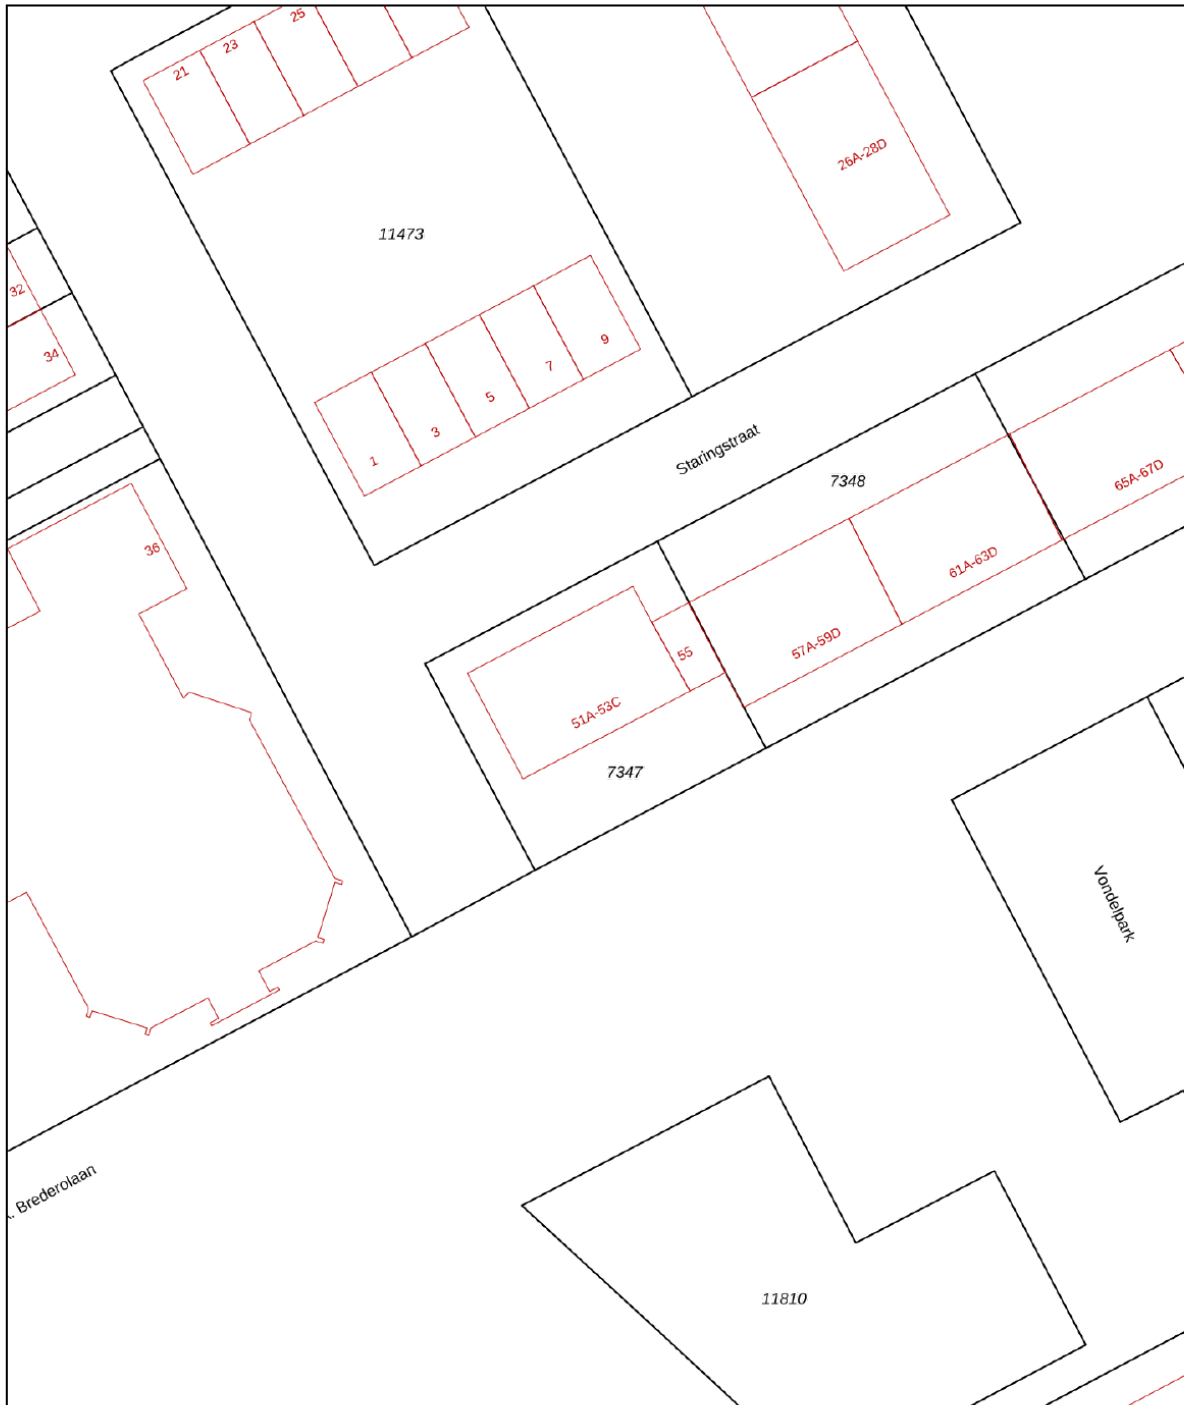 25
23
21
26A-28D
11473
32
34
9
7
5
3
1
Staringstraat
7348
65A-67D
36
61A-63D
57A-59D
55
51A-53C
7347
Vondelpark
. Brederolaan
11810